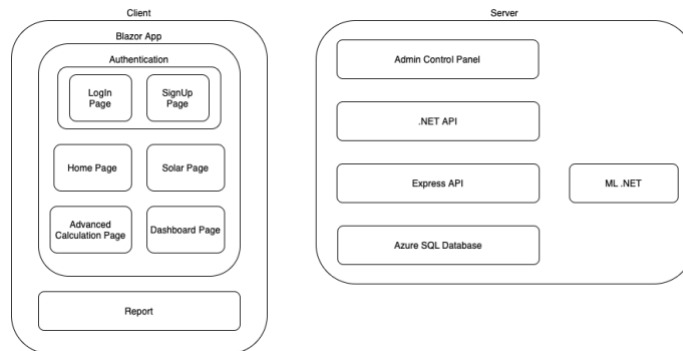 Client
Server
Blazor App
Authentication
LogIn
Page
SignUp
Page
Home Page
Solar Page
Advanced
Calculation Page
Dashboard Page
Report
Admin Control Panel
.NET API
Express API
ML .NET
Azure SQL Database